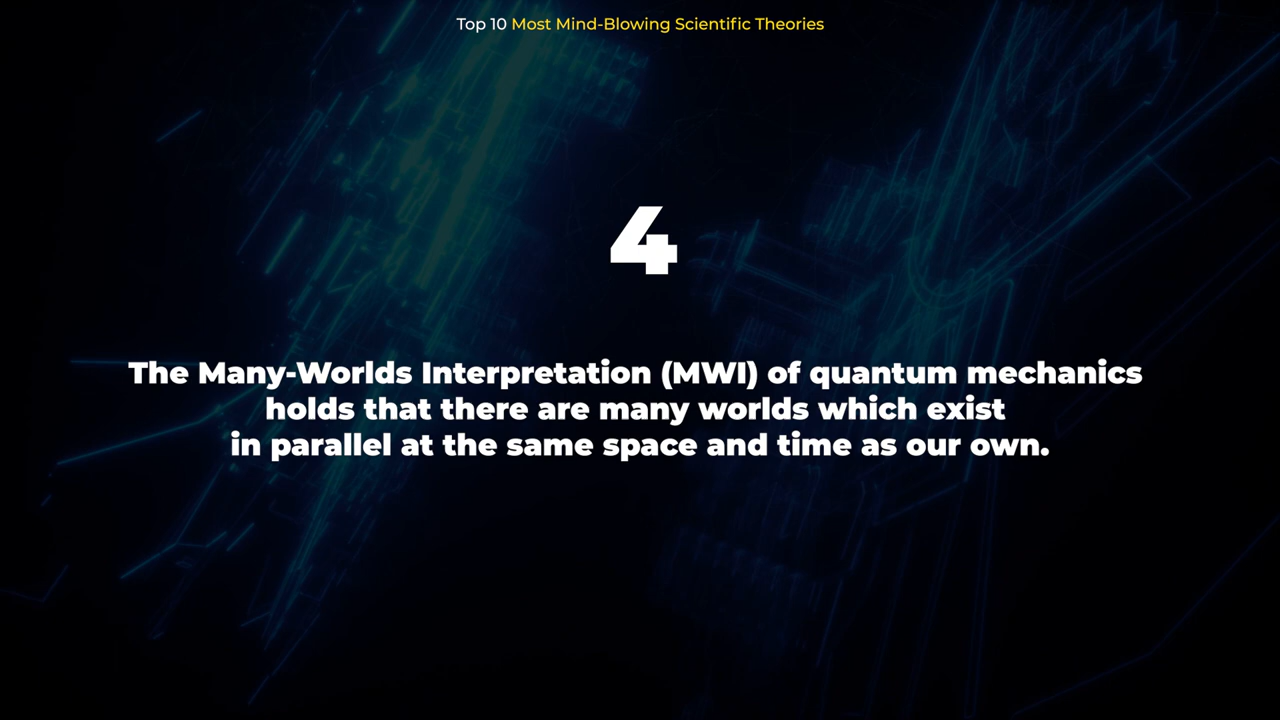 Top 10 Most Mind-Blowing Scientific Theories
4
The Many-Worlds Interpretation (MWI) of quantum mechanics
holds that there are many worlds which exist
in parallel at the same space and time as our own.